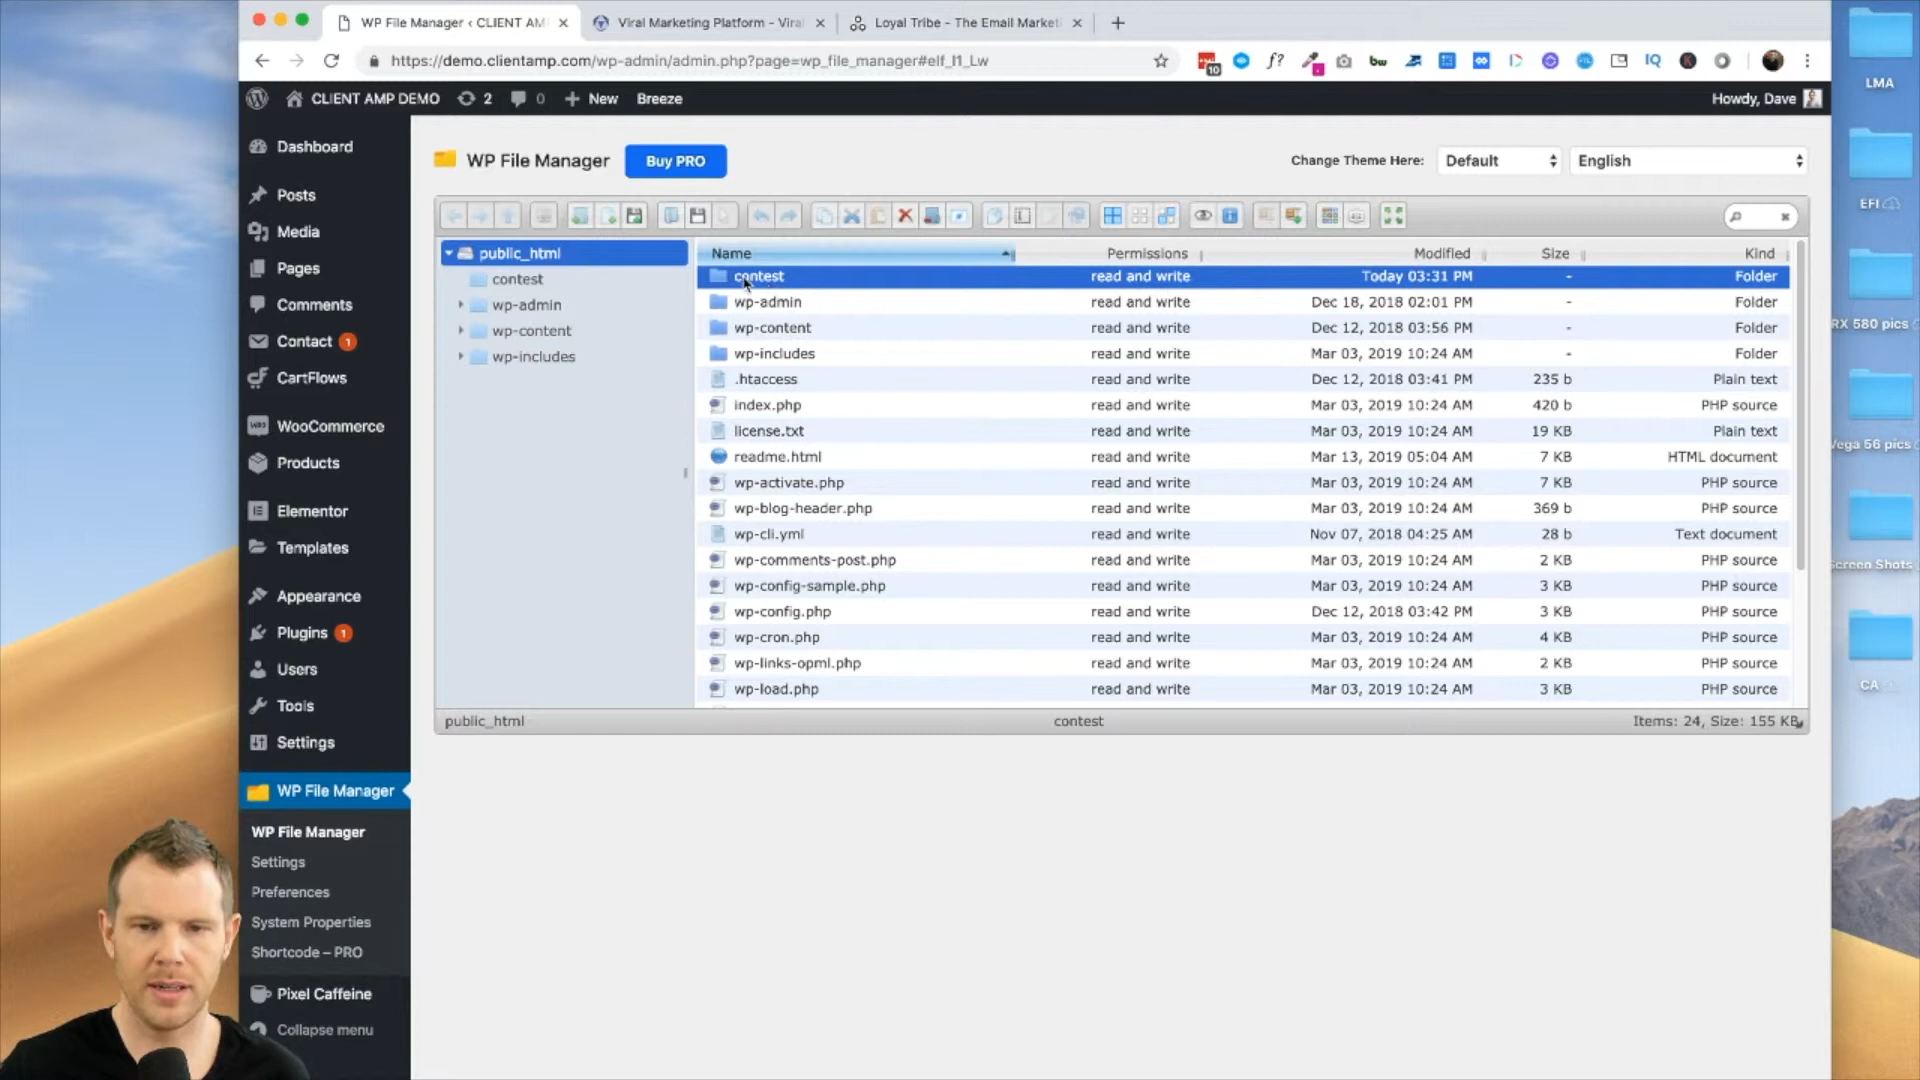 WP File Manager ‹ CLIENT AM
Viral Marketing Platform - Viral
Loyal Tribe - The Email Market
https://demo.clientamp.com/wp-admin/admin.php?page=wp_file_manager#elf_l1_Lw
10
f?
bw
IQ
K
CLIENT AMP DEMO
2
0
New
Breeze
Howdy, Dave
Dashboard
Posts
Media
Pages
Comments
Contact 1
CartFlows
WooCommerce
Products
Elementor
Templates
Appearance
Plugins 1
Users
Tools
Settings
WP File Manager
WP File Manager
Settings
Preferences
System Properties
Shortcode – PRO
Pixel Caffeine
Collapse menu
WP File Manager
Buy PRO
Change Theme Here:
Default
English
public_html
contest
wp-admin
wp-content
wp-includes
Name Permissions Modified Size Kind
contest read and write Today 03:31 PM - Folder
wp-admin read and write Dec 18, 2018 02:01 PM - Folder
wp-content read and write Dec 12, 2018 03:56 PM - Folder
wp-includes read and write Mar 03, 2019 10:24 AM - Folder
.htaccess read and write Dec 12, 2018 03:41 PM 235 b Plain text
index.php read and write Mar 03, 2019 10:24 AM 420 b PHP source
license.txt read and write Mar 03, 2019 10:24 AM 19 KB Plain text
readme.html read and write Mar 13, 2019 05:04 AM 7 KB HTML document
wp-activate.php read and write Mar 03, 2019 10:24 AM 7 KB PHP source
wp-blog-header.php read and write Mar 03, 2019 10:24 AM 369 b PHP source
wp-cli.yml read and write Nov 07, 2018 04:25 AM 28 b Text document
wp-comments-post.php read and write Mar 03, 2019 10:24 AM 2 KB PHP source
wp-config-sample.php read and write Mar 03, 2019 10:24 AM 3 KB PHP source
wp-config.php read and write Dec 12, 2018 03:42 PM 3 KB PHP source
wp-cron.php read and write Mar 03, 2019 10:24 AM 4 KB PHP source
wp-links-opml.php read and write Mar 03, 2019 10:24 AM 2 KB PHP source
wp-load.php read and write Mar 03, 2019 10:24 AM 3 KB PHP source
public_html
contest
Items: 24, Size: 155 KB
LMA
EFI
RX 580 pics
Vega 56 pics
Screen Shots
CA